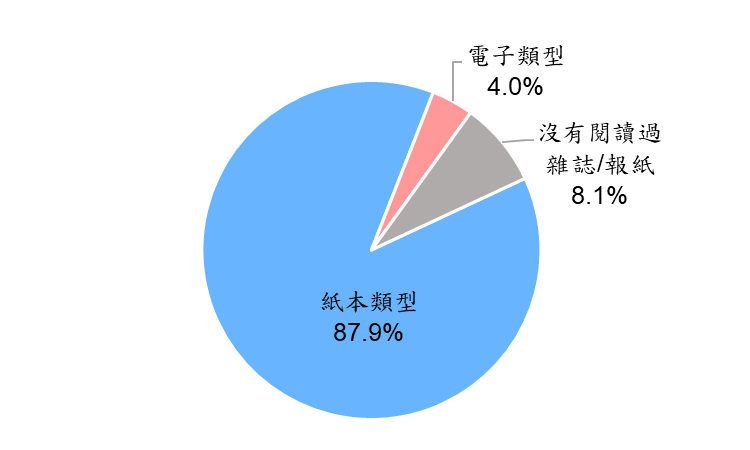 電子類型
4.0%
沒有閱讀過
雜誌/報紙
8.1%
紙本類型
87.9%